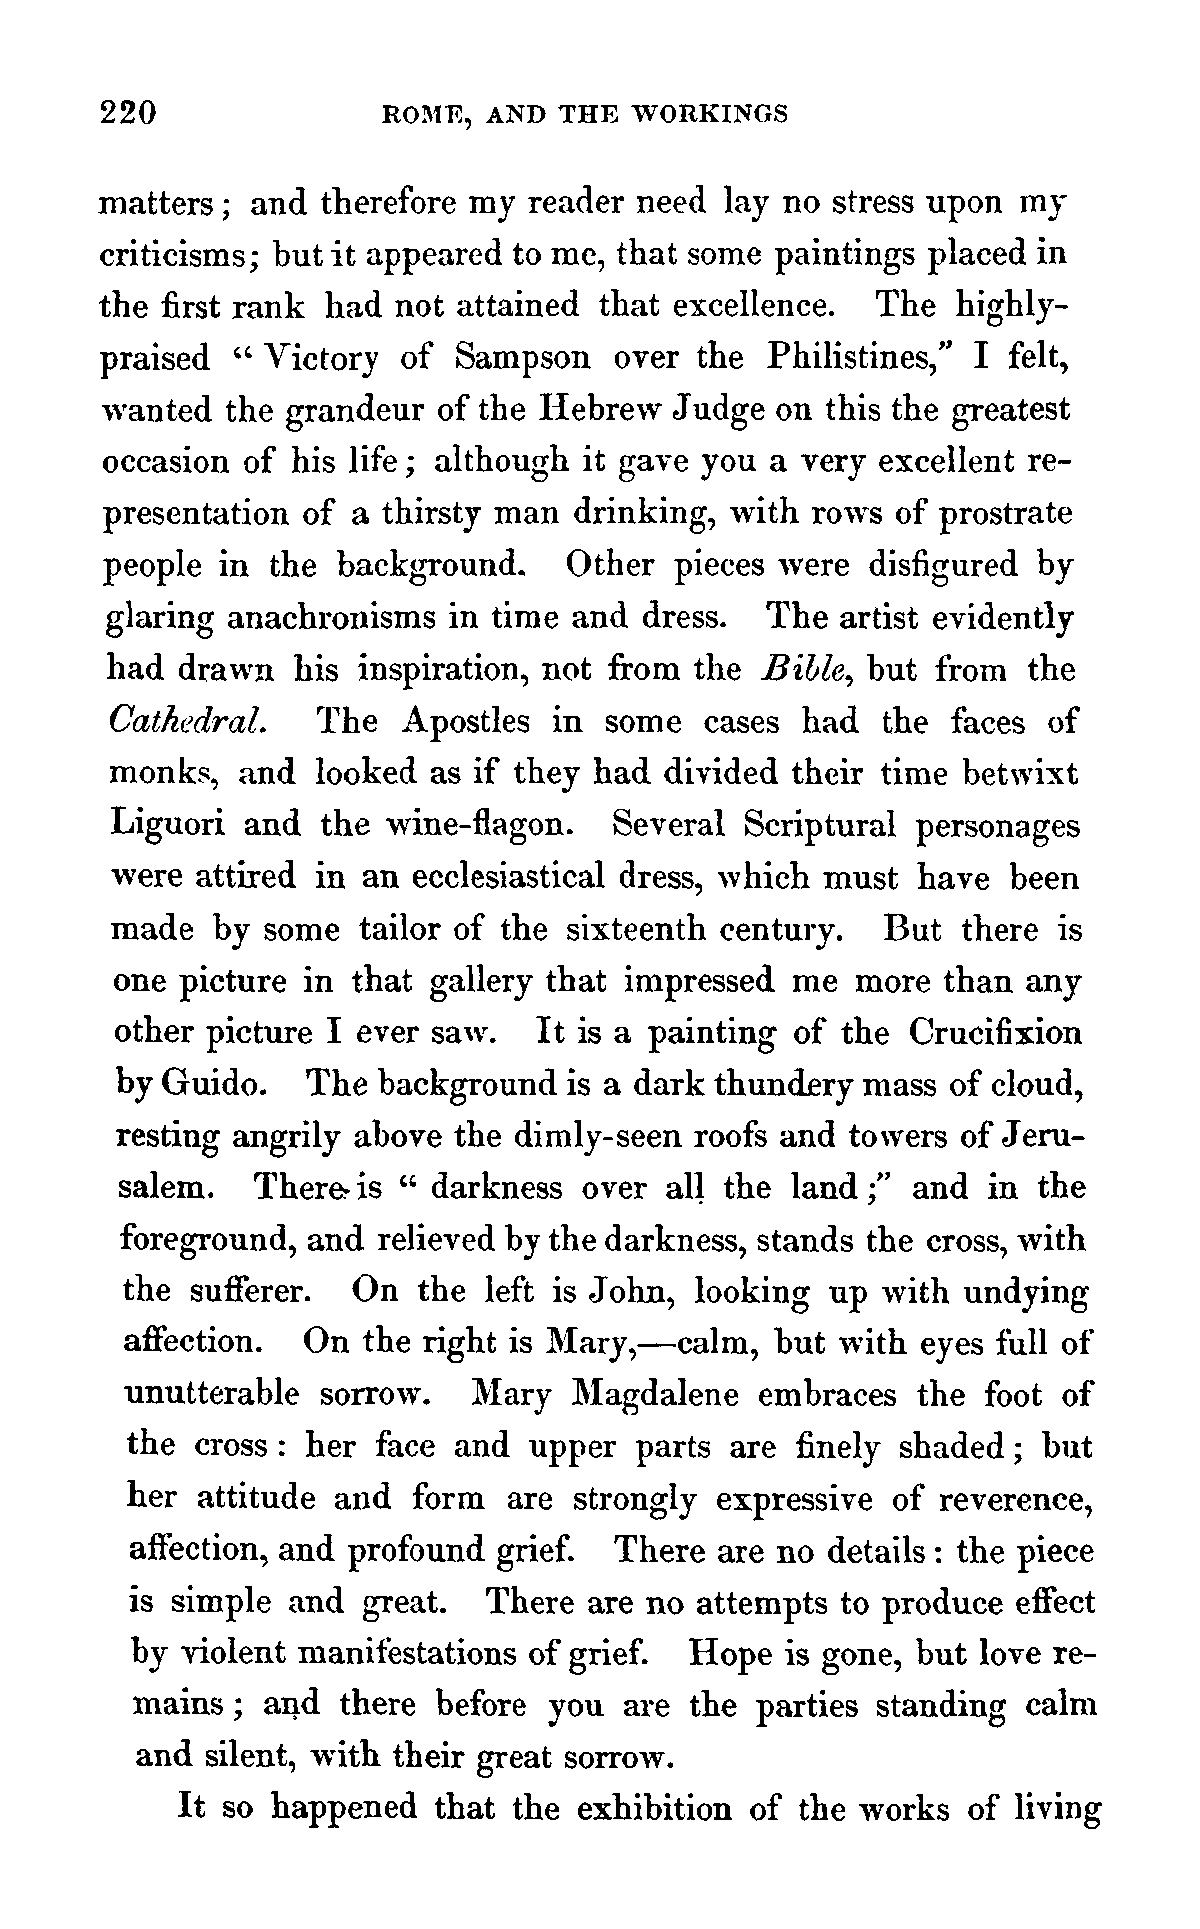 220 ROME, AND THE WORKINGS
matters; and therefore my reader need lay no stress upon my
criticisms; but it appeared to me, that some paintings placed in
the first rank had not attained that excellence. The highly-
praised “Victory of Sampson over the Philistines,” I felt,
wanted the grandeur of the Hebrew Judge on this the greatest
occasion of his life; although it gave you a very excellent re-
presentation of a thirsty man drinking, with rows of prostrate
people in the background. Other pieces were disfigured by
glaring anachronisms in time and dress. The artist evidently
had drawn his inspiration, not from the Bible, but from the
Cathedral. The Apostles in some cases had the faces of
monks, and looked as if they had divided their time betwixt
Liguori and the wine-flagon. Several Scriptural personages
were attired in an ecclesiastical dress, which must have been
made by some tailor of the sixteenth century. But there is
one picture in that gallery that impressed me more than any
other picture I ever saw. It is a painting of the Crucifixion
by Guido. The background is a dark thundery mass of cloud,
resting angrily above the dimly-seen roofs and towers of Jeru-
salem. There is “darkness over all the land;” and in the
foreground, and relieved by the darkness, stands the cross, with
the sufferer. On the left is John, looking up with undying
affection. On the right is Mary,—calm, but with eyes full of
unutterable sorrow. Mary Magdalene embraces the foot of
the cross: her face and upper parts are finely shaded; but
her attitude and form are strongly expressive of reverence,
affection, and profound grief. There are no details: the piece
is simple and great. There are no attempts to produce effect
by violent manifestations of grief. Hope is gone, but love re-
mains; and there before you are the parties standing calm
and silent, with their great sorrow.
It so happened that the exhibition of the works of living